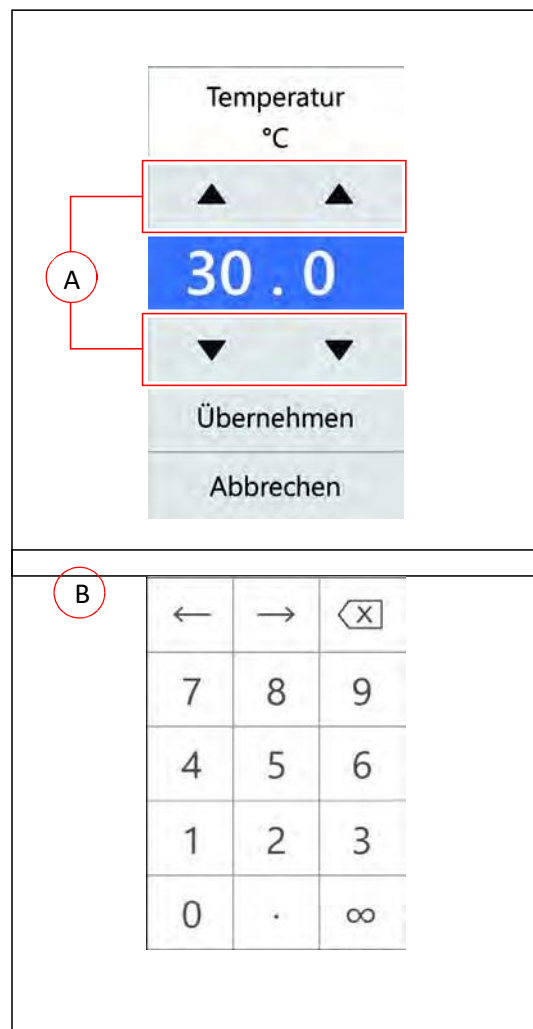 Temperatur
°C
▲ ▲
A
30 . 0
▼ ▼
Übernehmen
Abbrechen
B
← → ⌫
7 8 9
4 5 6
1 2 3
0 . ∞